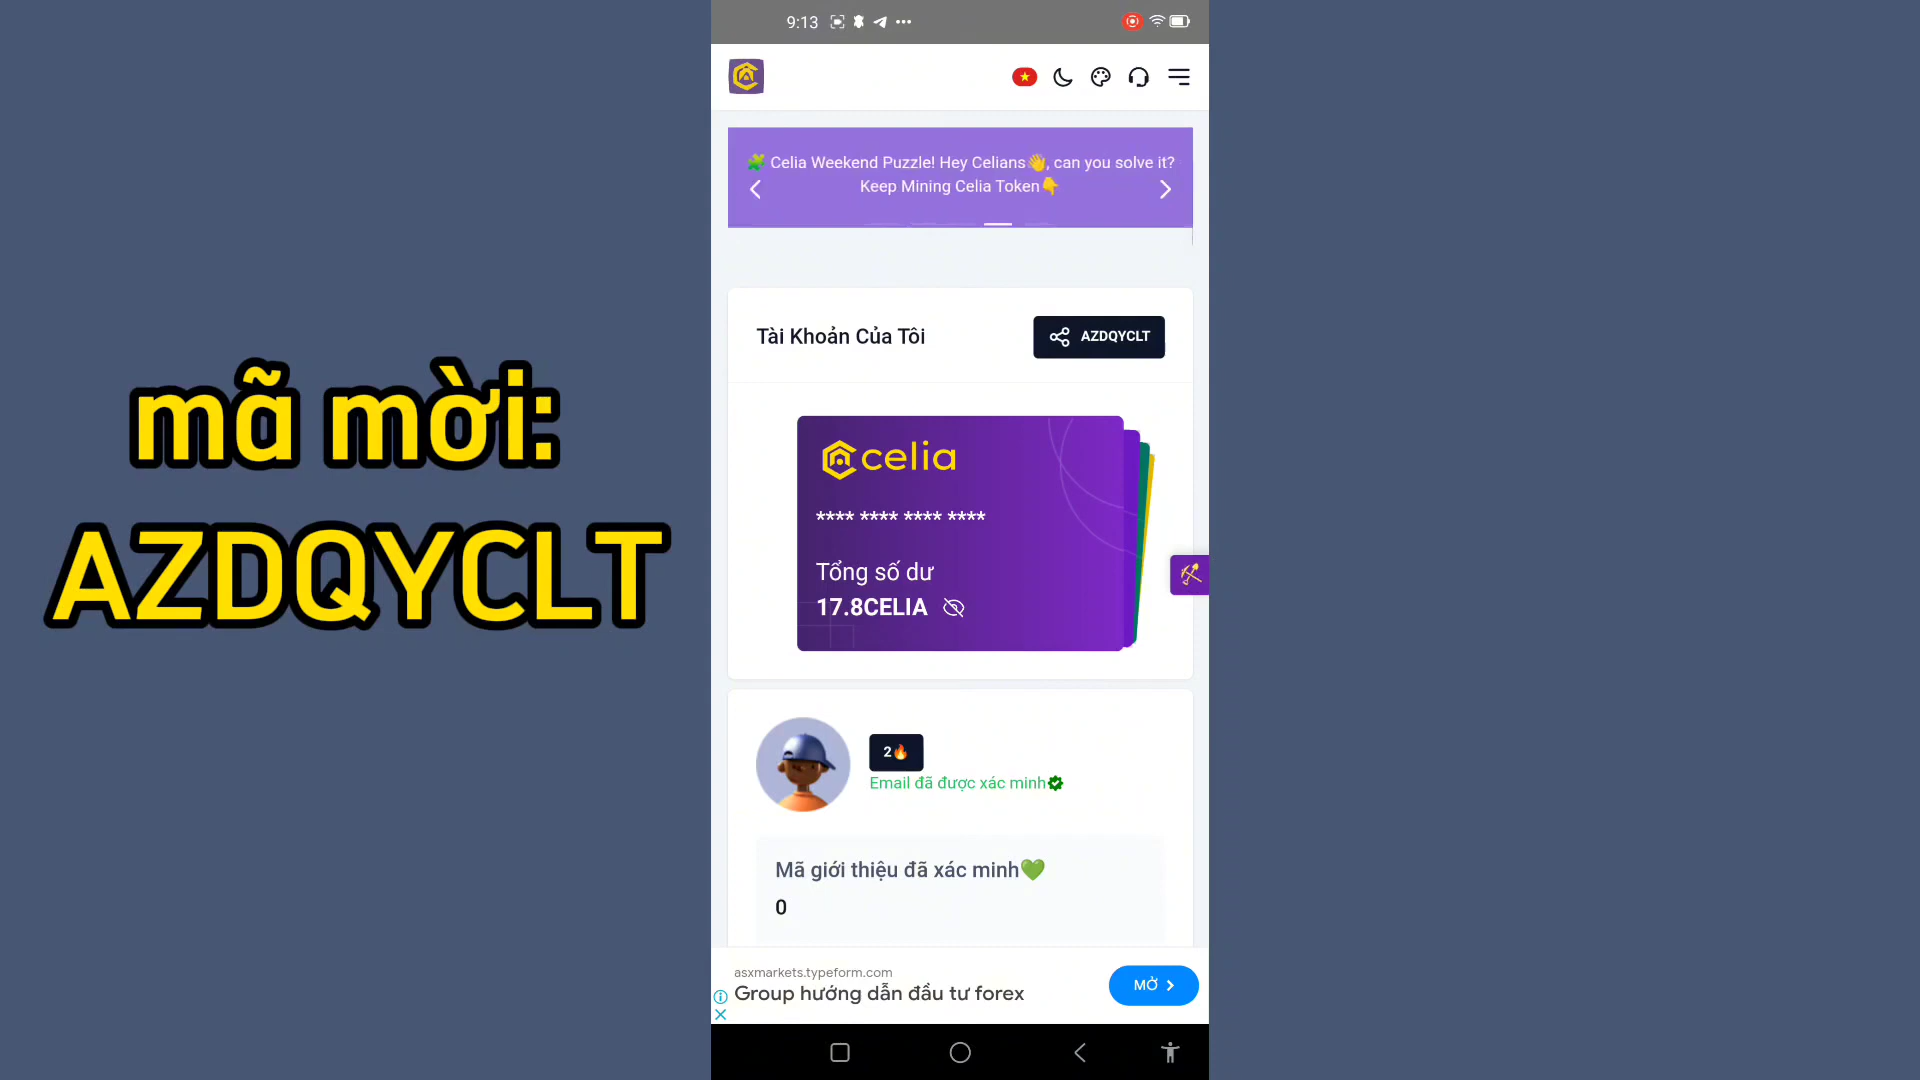 mã mời:
AZDQYCLT
9:13
🧩 Celia Weekend Puzzle! Hey Celians👋, can you solve it?
Keep Mining Celia Token👇
Tài Khoản Của Tôi
AZDQYCLT
celia
**** **** **** ****
Tổng số dư
17.8CELIA
2🔥
Email đã được xác minh
Mã giới thiệu đã xác minh💚
0
asxmarkets.typeform.com
Group hướng dẫn đầu tư forex
MỞ